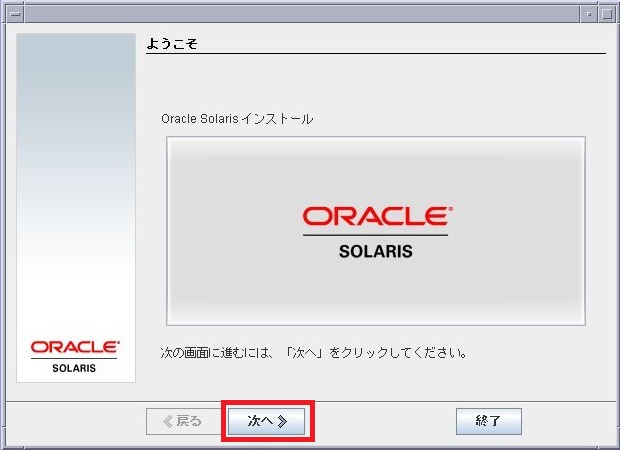 ようこそ
Oracle Solaris インストール
ORACLE
SOLARIS
次の画面に進むには、「次へ」をクリックしてください。
ORACLE
SOLARIS
戻る
次へ
終了